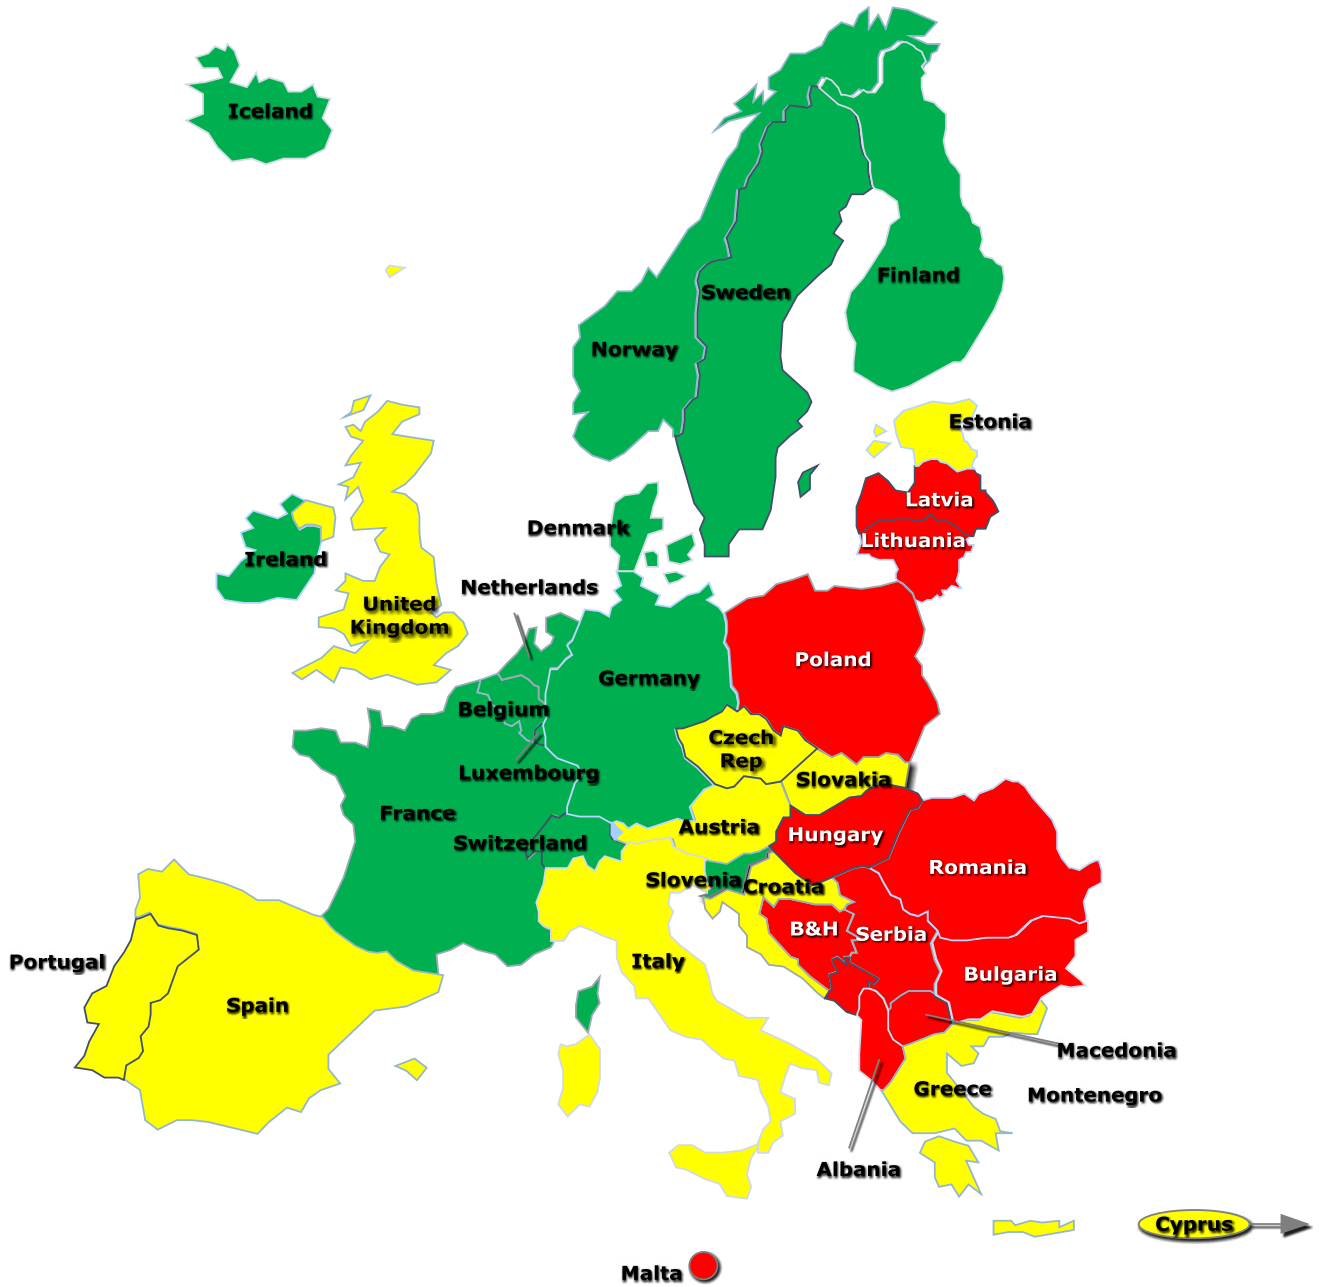 Iceland
Finland
Sweden
Norway
Estonia
Latvia
Denmark
Lithuania
Ireland
Netherlands
United
Kingdom
Poland
Germany
Belgium
Czech
Rep
Luxembourg
Slovakia
France
Austria
Hungary
Switzerland
Romania
Slovenia
Croatia
B&H
Serbia
Portugal
Italy
Bulgaria
Spain
Macedonia
Greece
Montenegro
Albania
Cyprus
Malta